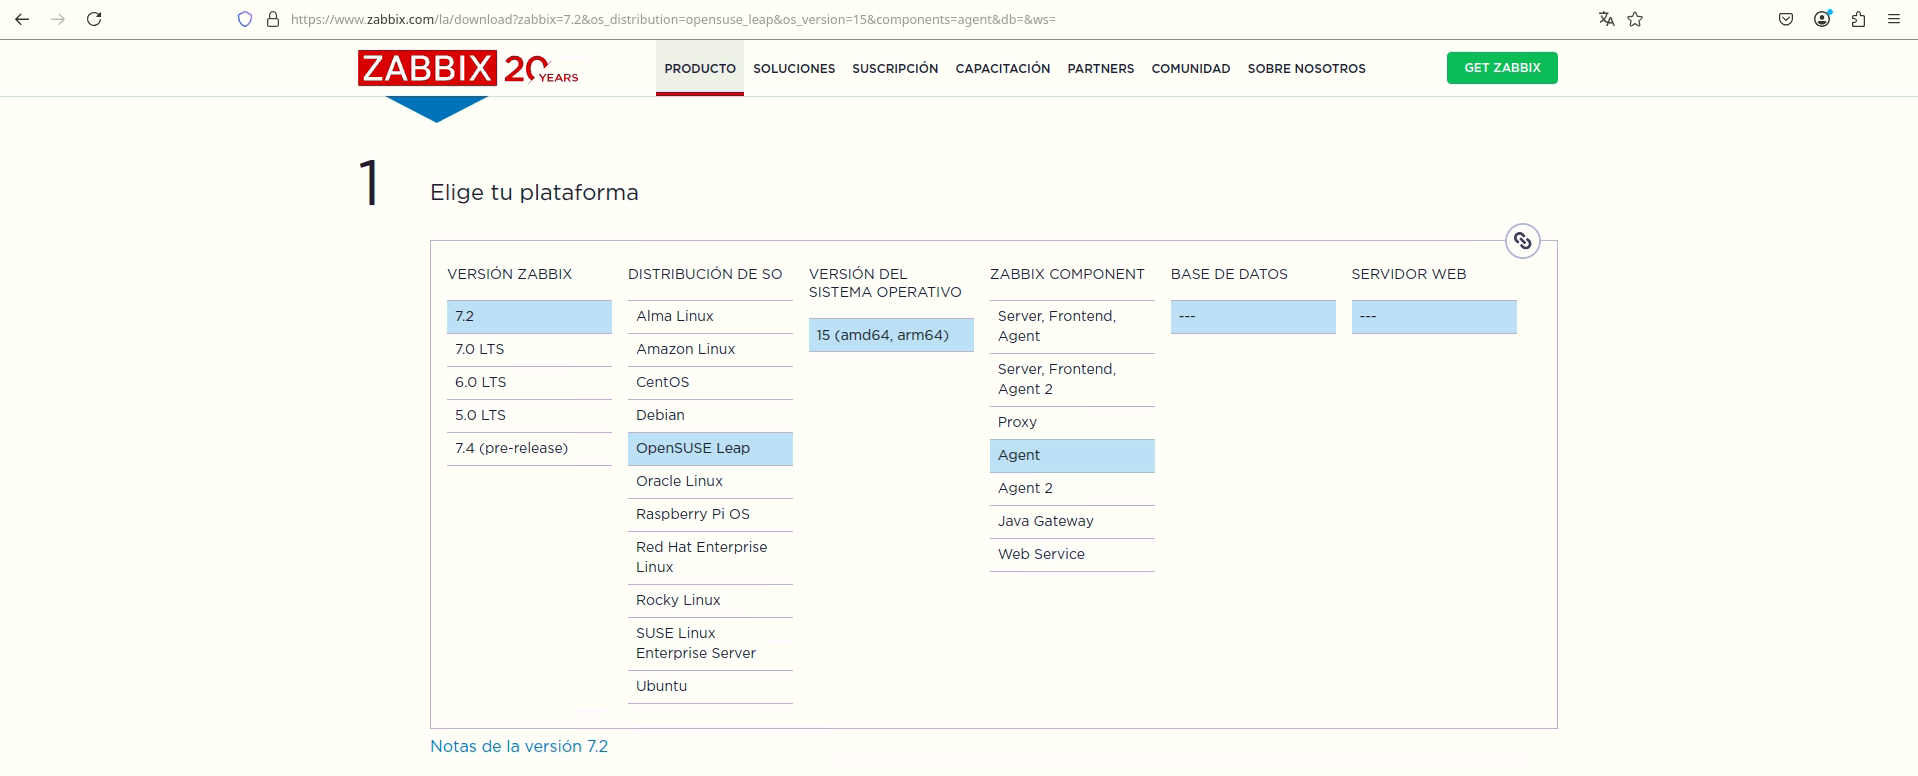 https://www.zabbix.com/la/download?zabbix=7.2&os_distribution=opensuse_leap&os_version=15&components=agent&db=&ws=
ZABBIX 20 YEARS
PRODUCTO SOLUCIONES SUSCRIPCIÓN CAPACITACIÓN PARTNERS COMUNIDAD SOBRE NOSOTROS
GET ZABBIX
1
Elige tu plataforma
VERSIÓN ZABBIX
7.2
7.0 LTS
6.0 LTS
5.0 LTS
7.4 (pre-release)
DISTRIBUCIÓN DE SO
Alma Linux
Amazon Linux
CentOS
Debian
OpenSUSE Leap
Oracle Linux
Raspberry Pi OS
Red Hat Enterprise
Linux
Rocky Linux
SUSE Linux
Enterprise Server
Ubuntu
VERSIÓN DEL
SISTEMA OPERATIVO
15 (amd64, arm64)
ZABBIX COMPONENT
Server, Frontend,
Agent
Server, Frontend,
Agent 2
Proxy
Agent
Agent 2
Java Gateway
Web Service
BASE DE DATOS
---
SERVIDOR WEB
---
Notas de la versión 7.2